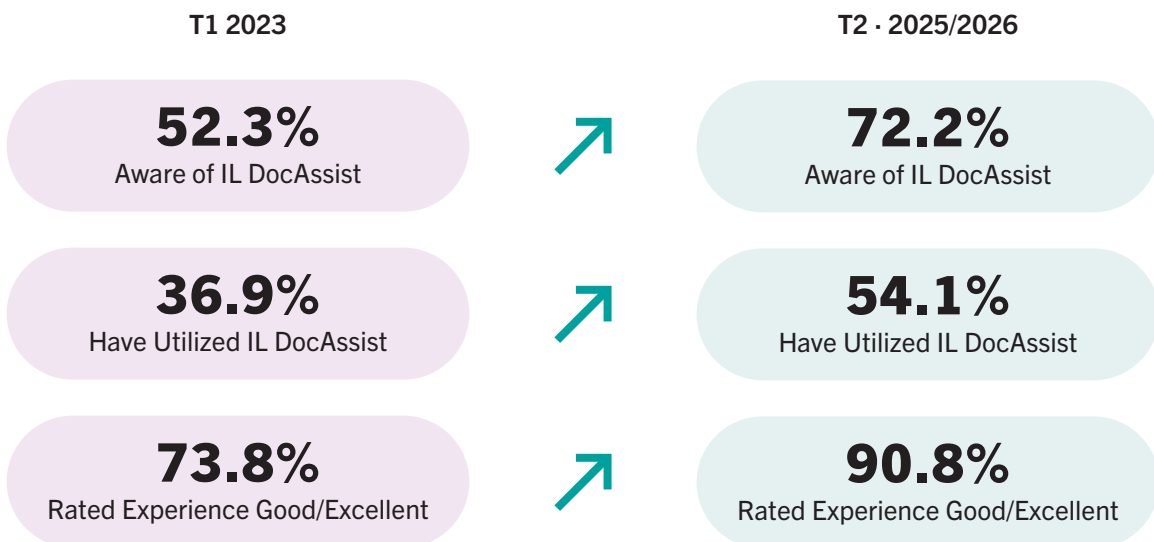 T1 2023
T2 · 2025/2026
52.3%
Aware of IL DocAssist
72.2%
Aware of IL DocAssist
36.9%
Have Utilized IL DocAssist
54.1%
Have Utilized IL DocAssist
73.8%
Rated Experience Good/Excellent
90.8%
Rated Experience Good/Excellent